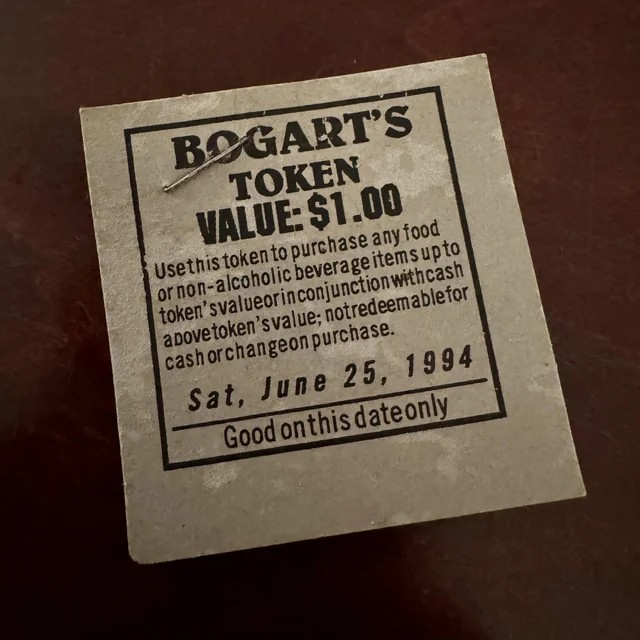 BOGART'S
TOKEN
VALUE: $1.00
Use this token to purchase any food
or non-alcoholic beverage items up to
token's value or in conjunction with cash
above token's value; not redeemable for
cash or change on purchase.
Sat, June 25, 1994
Good on this date only